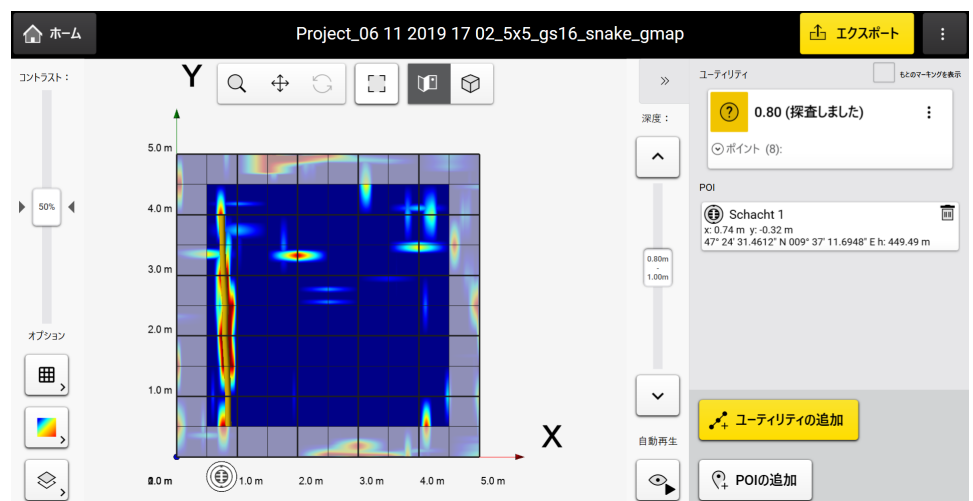 ホーム
Project_06 11 2019 17 02_5x5_gs16_snake_gmap
エクスポート
コントラスト：
50%
オプション
Y
5.0 m
4.0 m
3.0 m
2.0 m
1.0 m
0.0 m
1.0 m
2.0 m
3.0 m
4.0 m
5.0 m
X
深度：
0.80m
-
1.00m
自動再生
ユーティリティ
もとのマーキングを表示
0.80 (探査しました)
ポイント (8):
POI
Schacht 1
x: 0.74 m y: -0.32 m
47° 24' 31.4612" N 009° 37' 11.6948" E h: 449.49 m
ユーティリティの追加
POIの追加